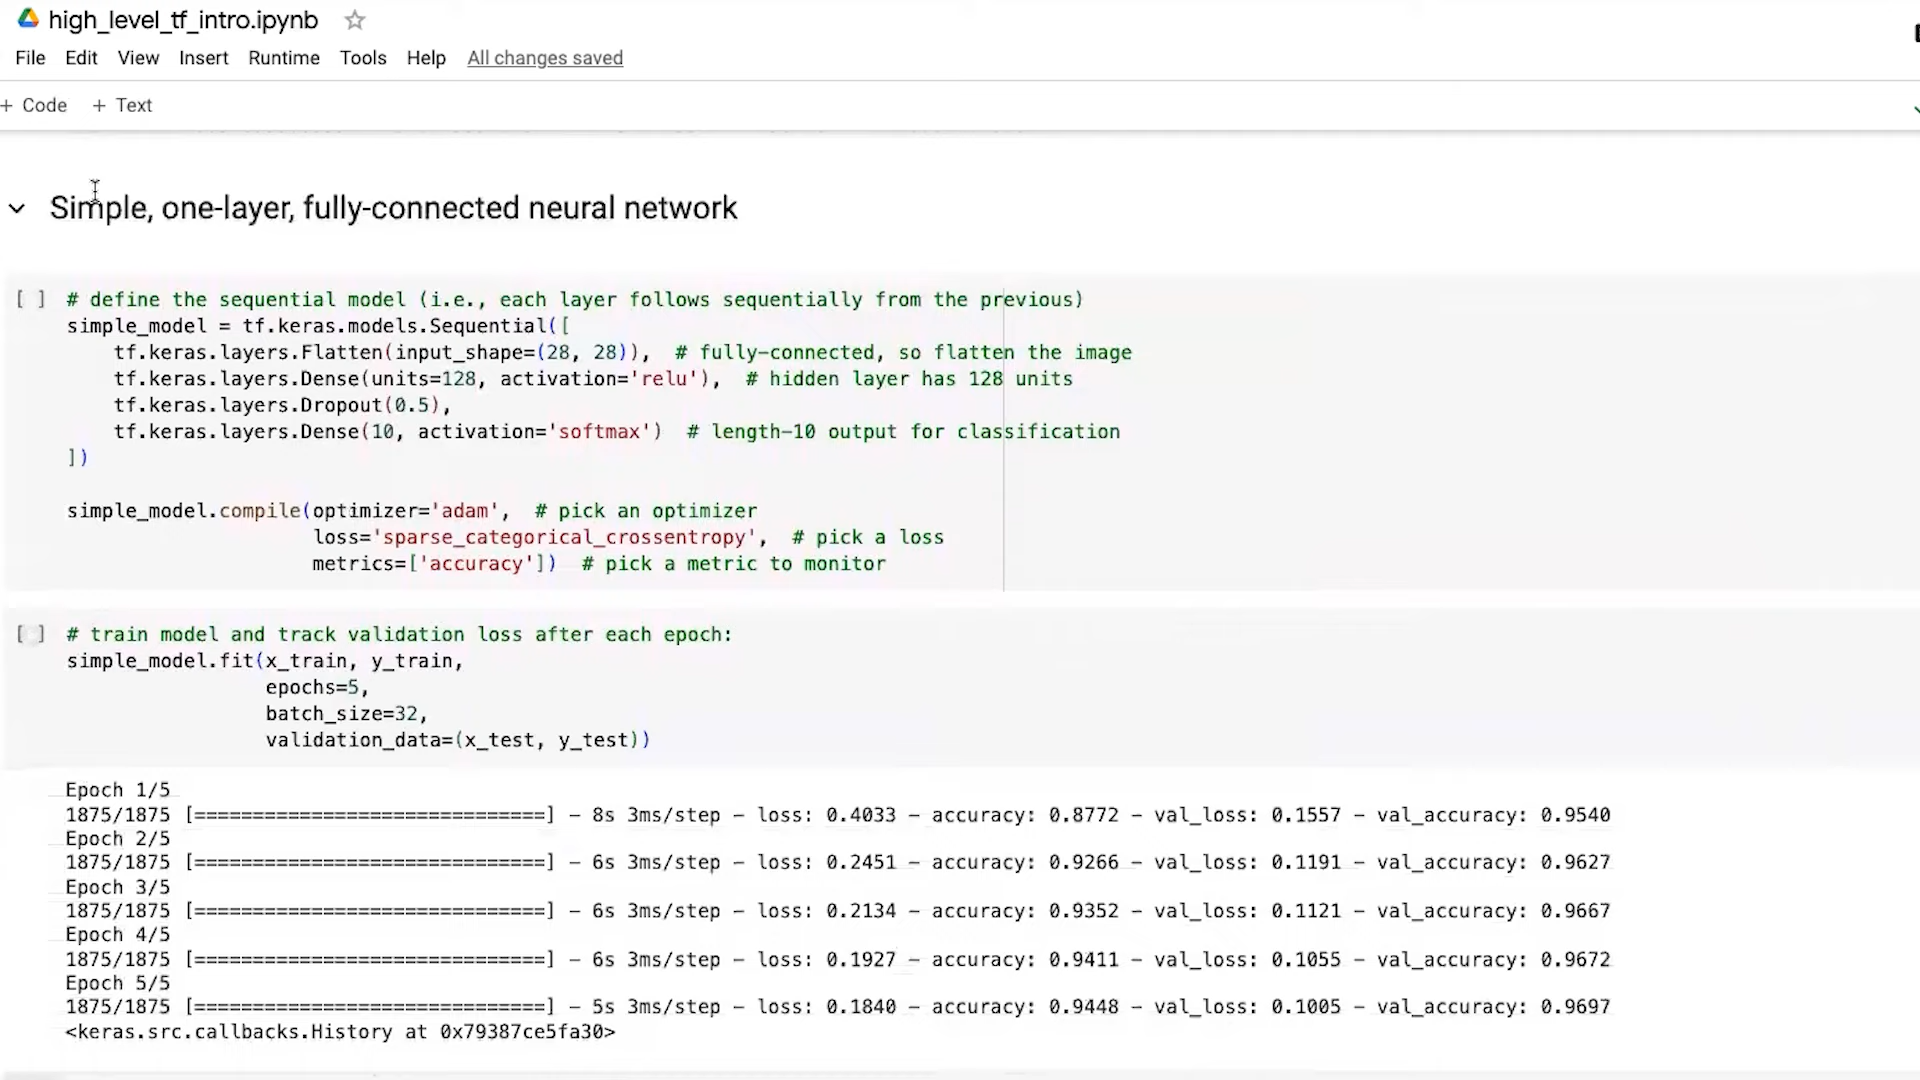 high_level_tf_intro.ipynb
File Edit View Insert Runtime Tools Help All changes saved
+ Code + Text
Simple, one-layer, fully-connected neural network
[ ] # define the sequential model (i.e., each layer follows sequentially from the previous)
simple_model = tf.keras.models.Sequential([
    tf.keras.layers.Flatten(input_shape=(28, 28)),  # fully-connected, so flatten the image
    tf.keras.layers.Dense(units=128, activation='relu'),  # hidden layer has 128 units
    tf.keras.layers.Dropout(0.5),
    tf.keras.layers.Dense(10, activation='softmax')  # length-10 output for classification
])
simple_model.compile(optimizer='adam',  # pick an optimizer
                     loss='sparse_categorical_crossentropy',  # pick a loss
                     metrics=['accuracy'])  # pick a metric to monitor
[ ] # train model and track validation loss after each epoch:
simple_model.fit(x_train, y_train,
                 epochs=5,
                 batch_size=32,
                 validation_data=(x_test, y_test))
Epoch 1/5
1875/1875 [==============================] - 8s 3ms/step - loss: 0.4033 - accuracy: 0.8772 - val_loss: 0.1557 - val_accuracy: 0.9540
Epoch 2/5
1875/1875 [==============================] - 6s 3ms/step - loss: 0.2451 - accuracy: 0.9266 - val_loss: 0.1191 - val_accuracy: 0.9627
Epoch 3/5
1875/1875 [==============================] - 6s 3ms/step - loss: 0.2134 - accuracy: 0.9352 - val_loss: 0.1121 - val_accuracy: 0.9667
Epoch 4/5
1875/1875 [==============================] - 6s 3ms/step - loss: 0.1927 - accuracy: 0.9411 - val_loss: 0.1055 - val_accuracy: 0.9672
Epoch 5/5
1875/1875 [==============================] - 5s 3ms/step - loss: 0.1840 - accuracy: 0.9448 - val_loss: 0.1005 - val_accuracy: 0.9697
<keras.src.callbacks.History at 0x79387ce5fa30>